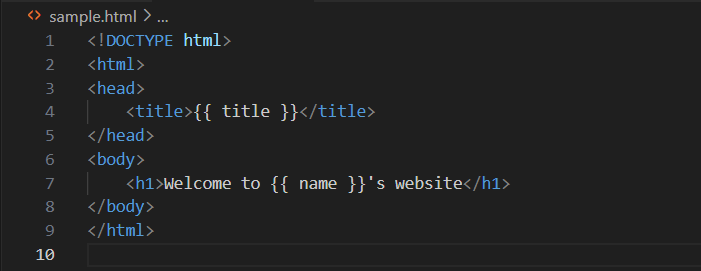 sample.html > ...
1 <!DOCTYPE html>
2 <html>
3 <head>
4     <title>{{ title }}</title>
5 </head>
6 <body>
7     <h1>Welcome to {{ name }}'s website</h1>
8 </body>
9 </html>
10